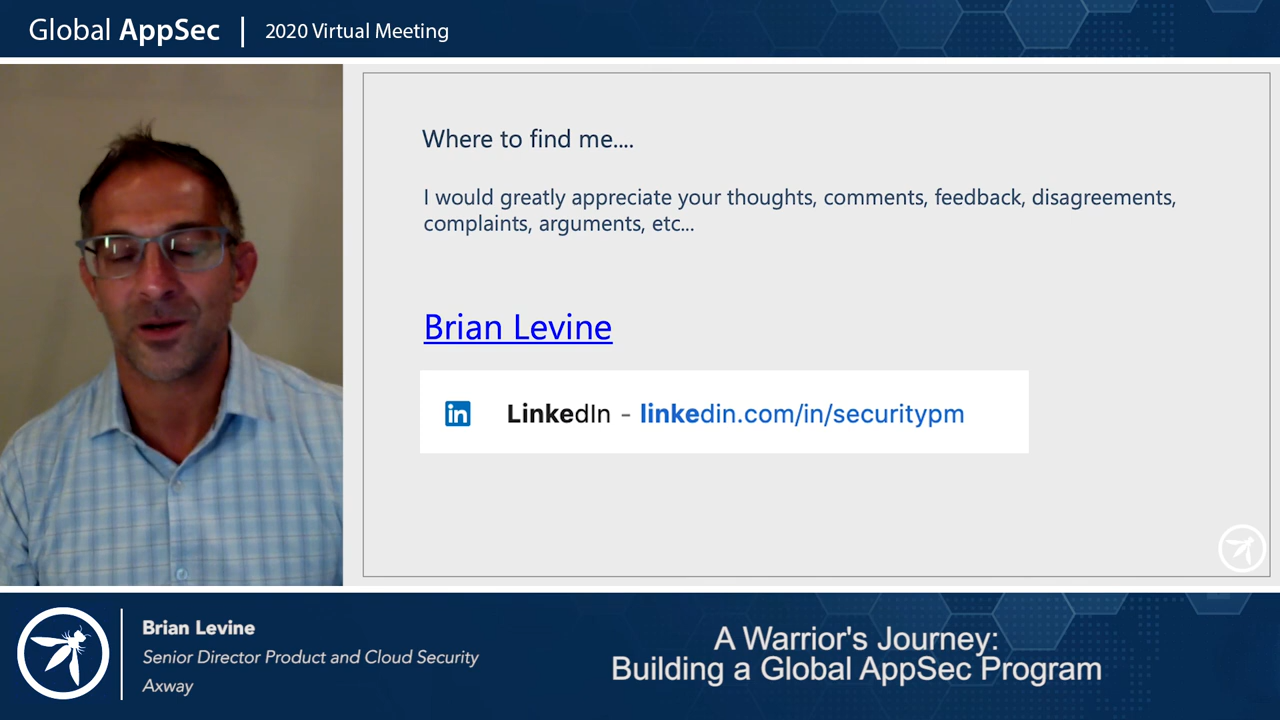 Global AppSec | 2020 Virtual Meeting
Where to find me....
I would greatly appreciate your thoughts, comments, feedback, disagreements,
complaints, arguments, etc...
Brian Levine
in LinkedIn - linkedin.com/in/securitypm
Brian Levine
Senior Director Product and Cloud Security
Axway
A Warrior's Journey:
Building a Global AppSec Program